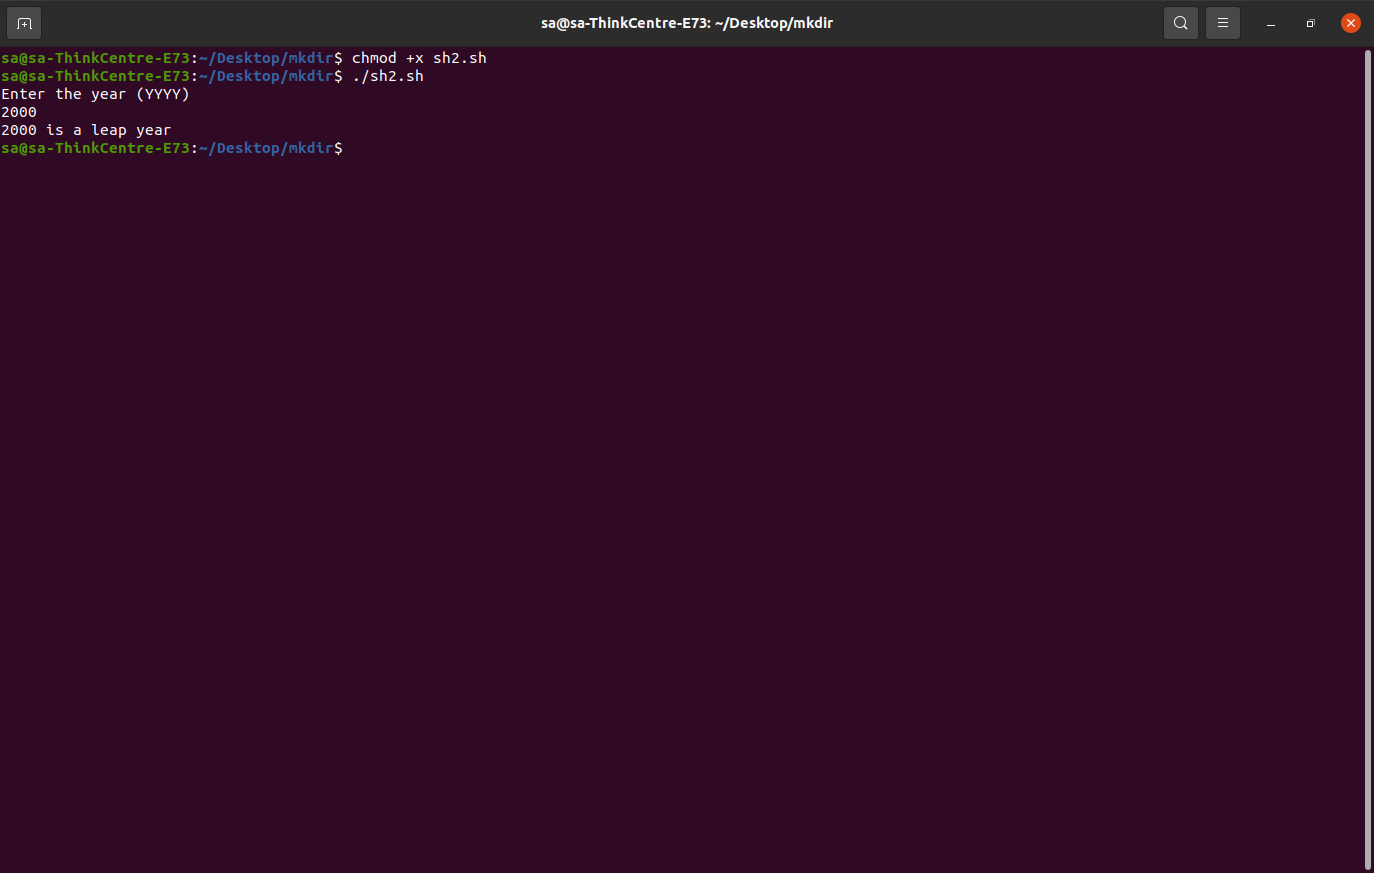 sa@sa-ThinkCentre-E73: ~/Desktop/mkdir
sa@sa-ThinkCentre-E73:~/Desktop/mkdir$ chmod +x sh2.sh
sa@sa-ThinkCentre-E73:~/Desktop/mkdir$ ./sh2.sh
Enter the year (YYYY)
2000
2000 is a leap year
sa@sa-ThinkCentre-E73:~/Desktop/mkdir$